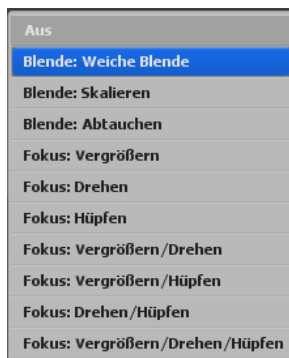 Aus
Blende: Weiche Blende
Blende: Skalieren
Blende: Abtauchen
Fokus: Vergrößern
Fokus: Drehen
Fokus: Hüpfen
Fokus: Vergrößern/Drehen
Fokus: Vergrößern/Hüpfen
Fokus: Drehen/Hüpfen
Fokus: Vergrößern/Drehen/Hüpfen